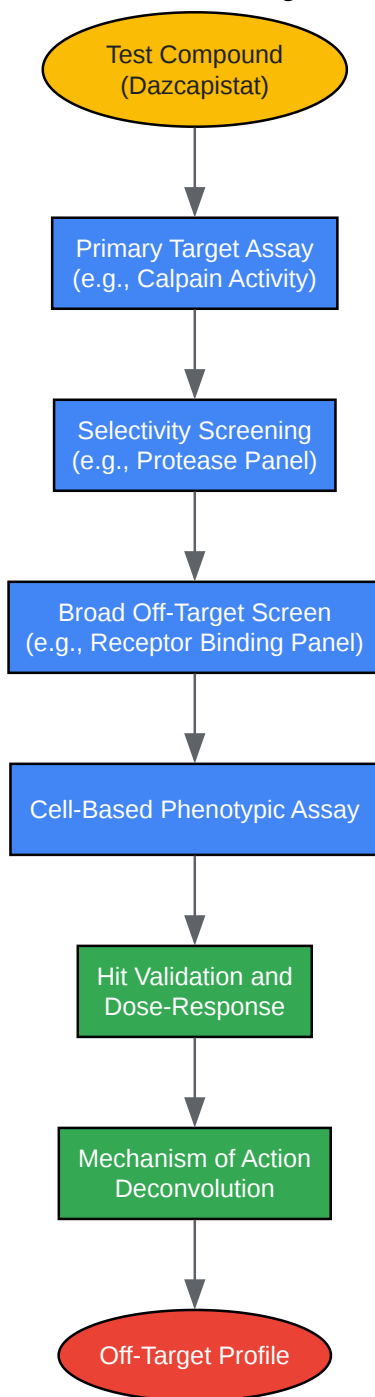 Test Compound
(Dazcapistat)
Primary Target Assay
(e.g., Calpain Activity)
Selectivity Screening
(e.g., Protease Panel)
Broad Off-Target Screen
(e.g., Receptor Binding Panel)
Cell-Based Phenotypic Assay
Hit Validation and
Dose-Response
Mechanism of Action
Deconvolution
Off-Target Profile